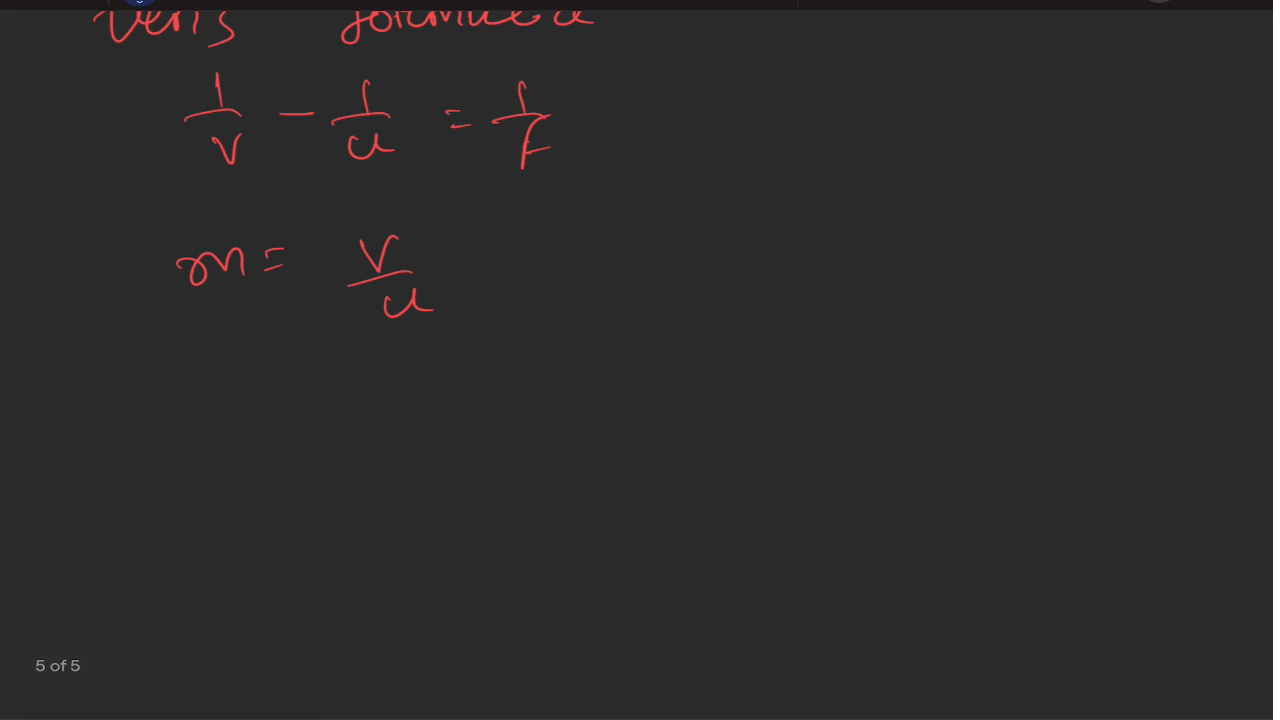 lens formula
1/v - 1/u = 1/f
m = v/u
5 of 5